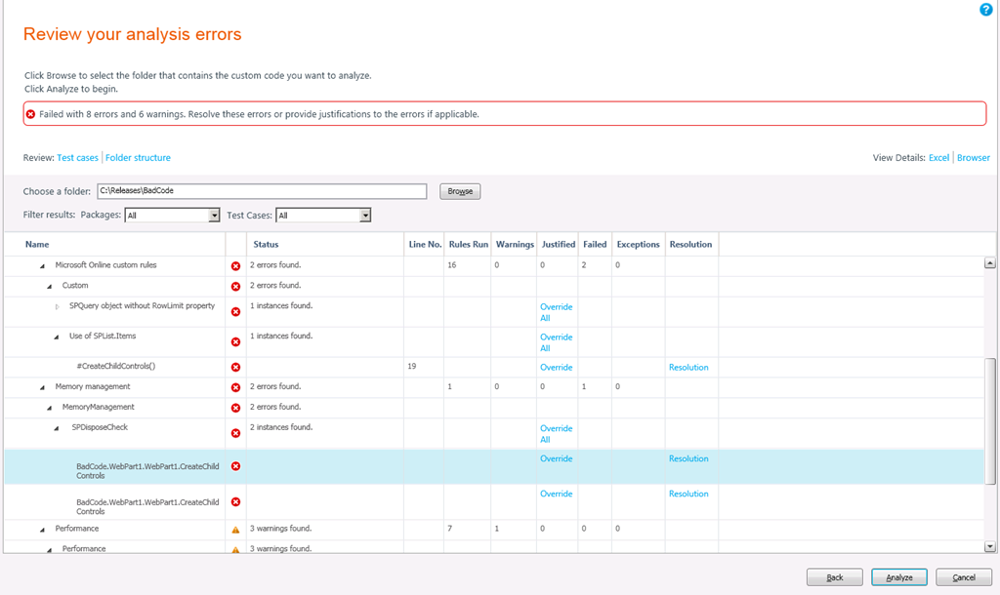 ?
Review your analysis errors
Click Browse to select the folder that contains the custom code you want to analyze.
Click Analyze to begin.
Failed with 8 errors and 6 warnings. Resolve these errors or provide justifications to the errors if applicable.
Review: Test cases | Folder structure View Details: Excel | Browser
Choose a folder: C:\Releases\BadCode Browse
Filter results: Packages: All Test Cases: All
Name Status Line No. Rules Run Warnings Justified Failed Exceptions Resolution
Microsoft Online custom rules 2 errors found. 16 0 0 2 0
Custom 2 errors found.
SPQuery object without RowLimit property 1 instances found. Override
All
Use of SPList.Items 1 instances found. Override
All
#CreateChildControls() 19 Override Resolution
Memory management 2 errors found. 1 0 0 1 0
MemoryManagement 2 errors found.
SPDisposeCheck 2 instances found. Override
All
Override Resolution
BadCode.WebPart1.WebPart1.CreateChild
Controls
Override Resolution
BadCode.WebPart1.WebPart1.CreateChild
Controls
Performance 3 warnings found. 7 1 0 0 0
Performance 3 warnings found.
Back Analyze Cancel